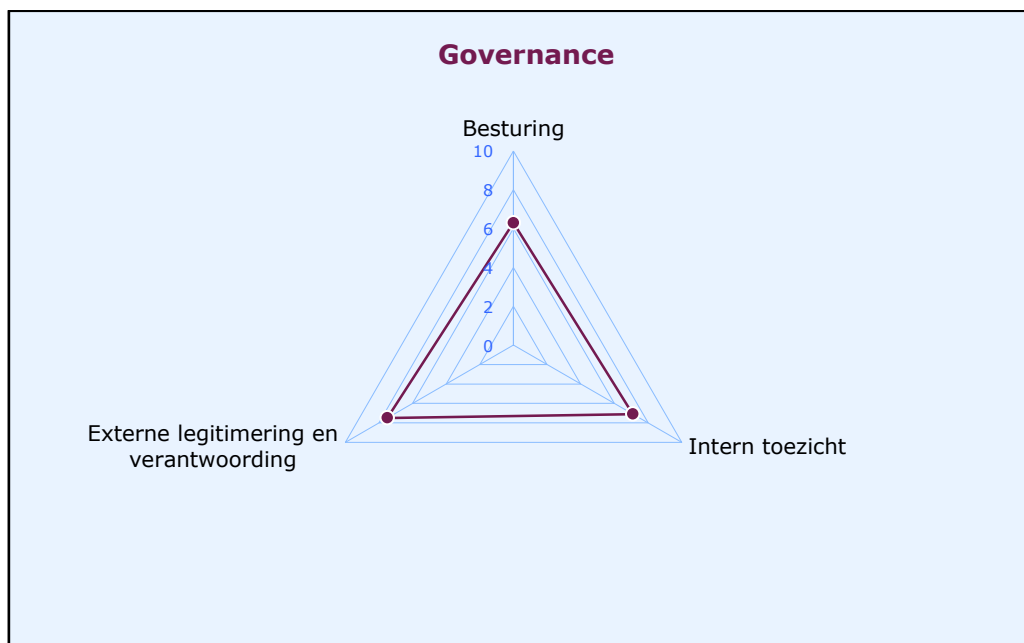 Governance
Besturing
10
8
6
4
2
0
Externe legitimering en
verantwoording
Intern toezicht